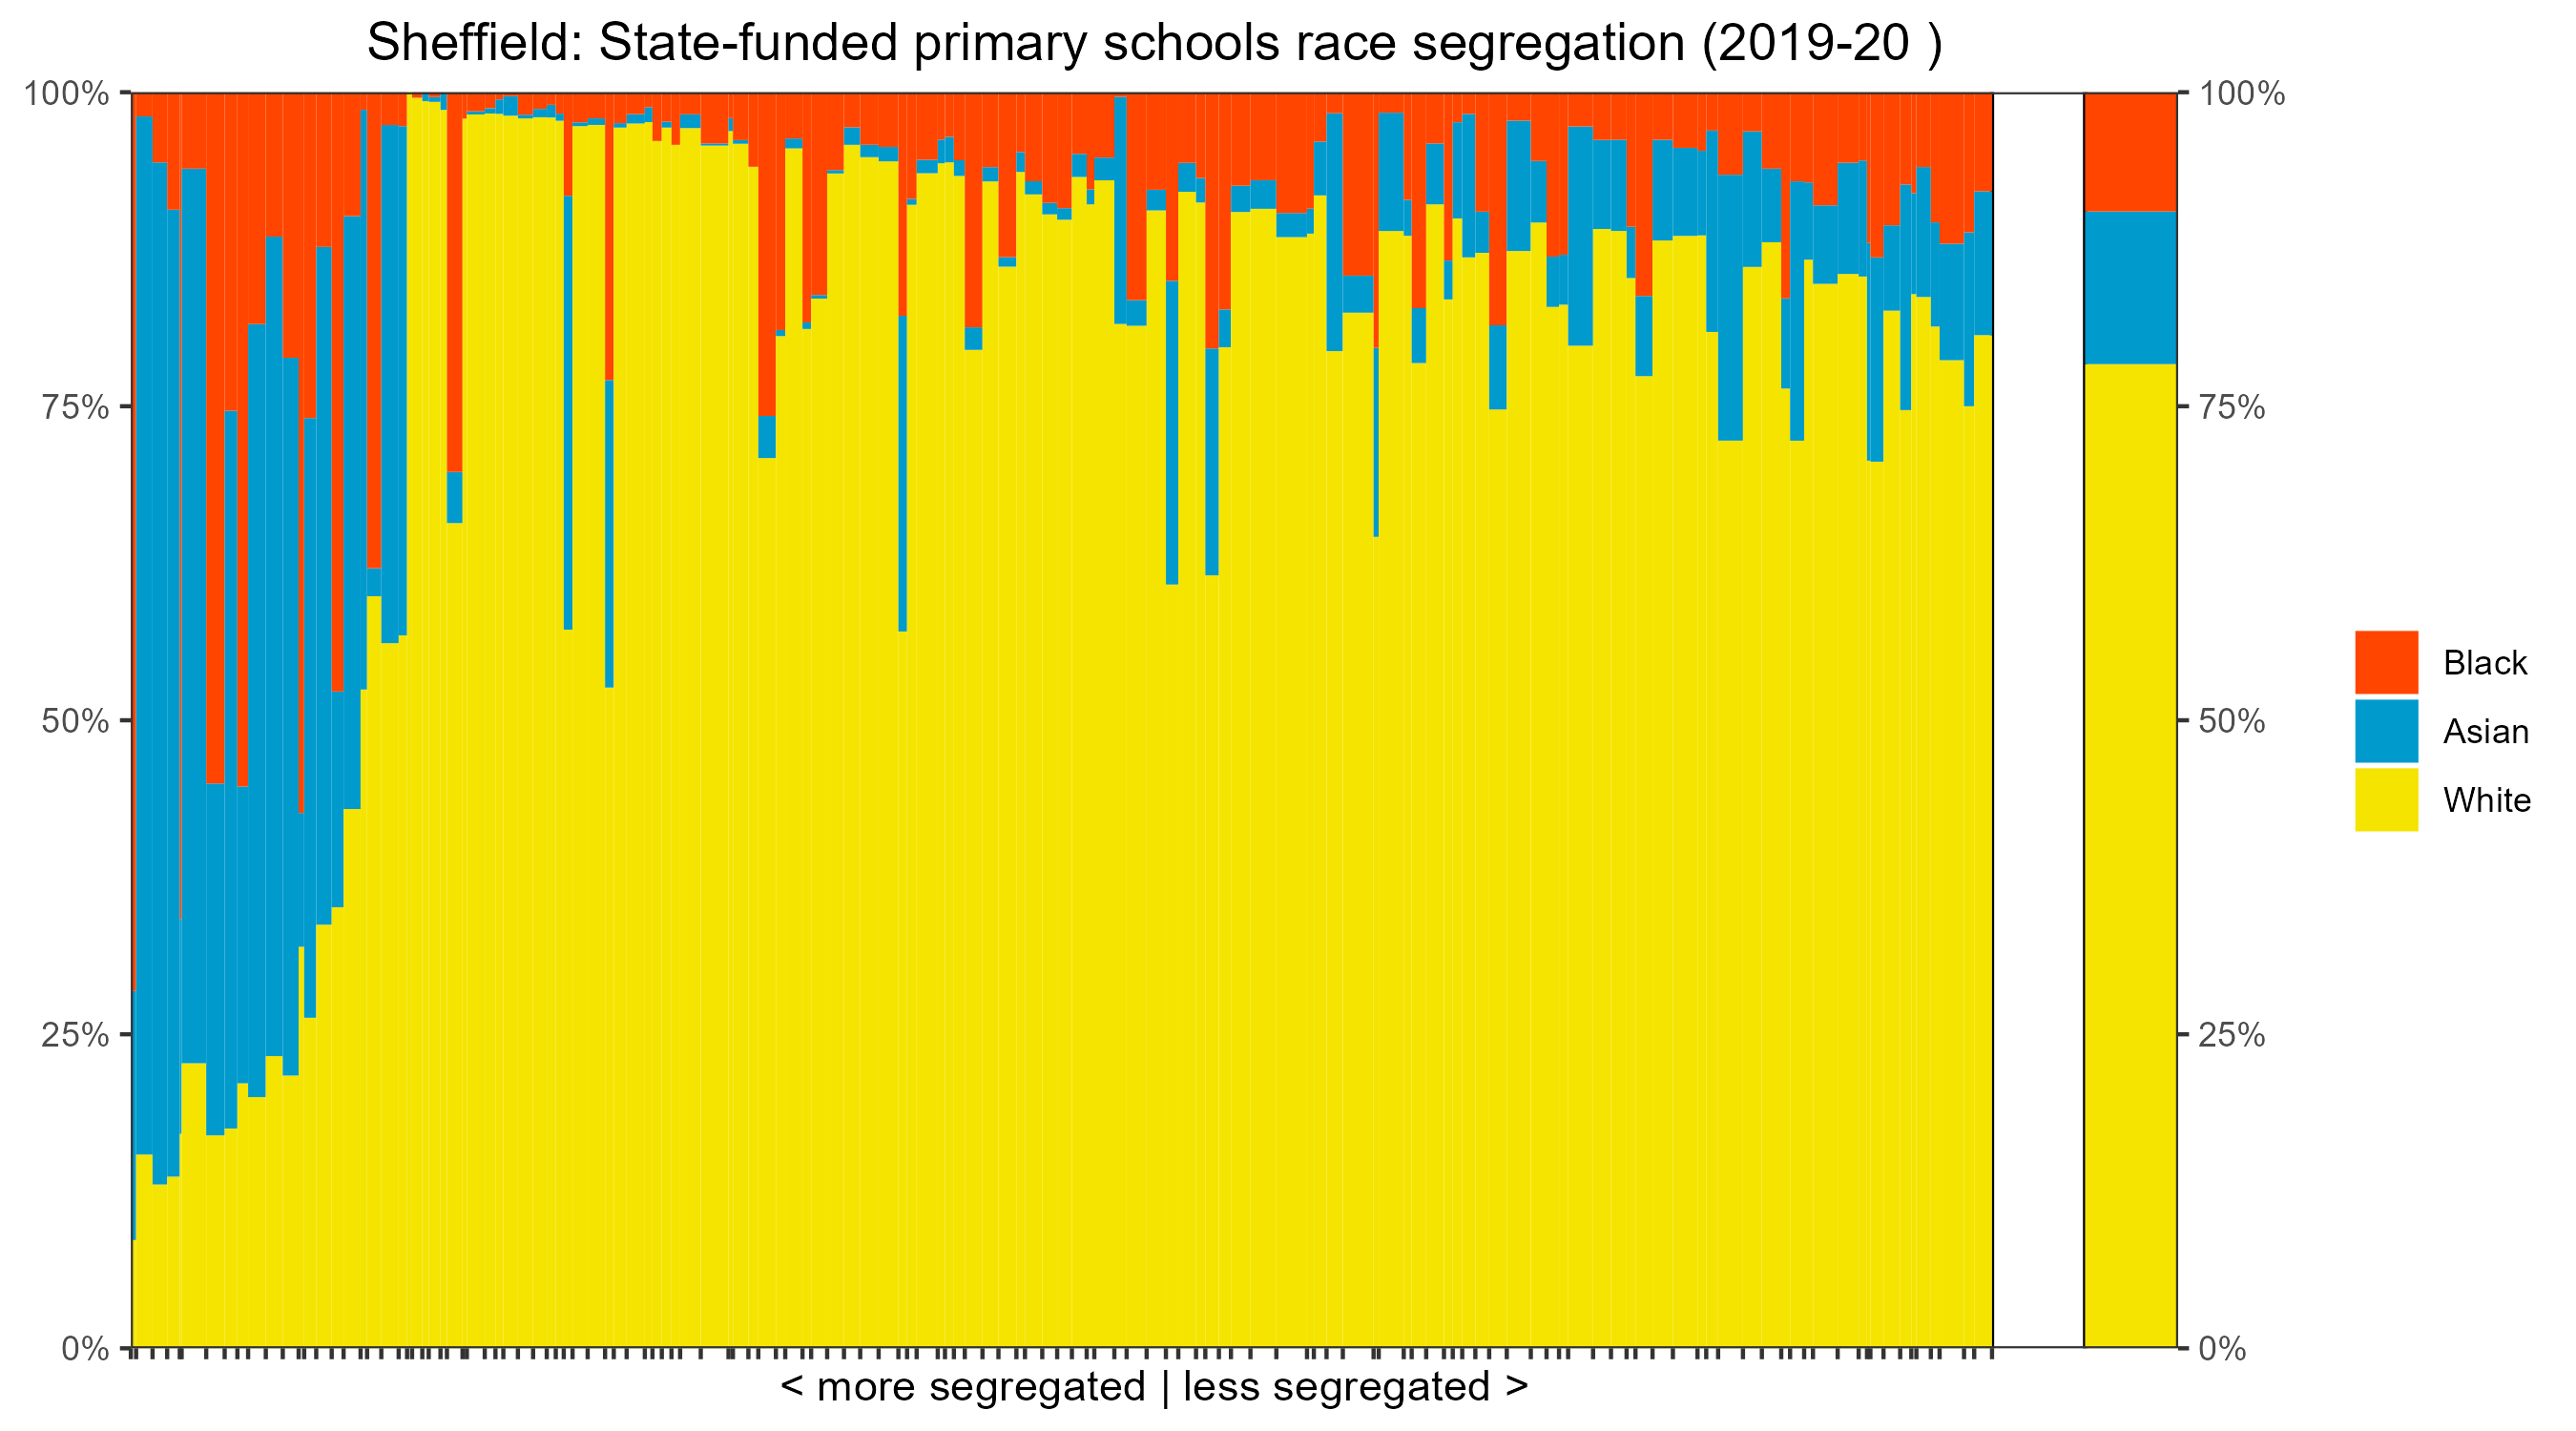 Sheffield: State-funded primary schools race segregation (2019-20 )
100%
75%
50%
25%
0%
100%
75%
50%
25%
0%
Black
Asian
White
< more segregated | less segregated >